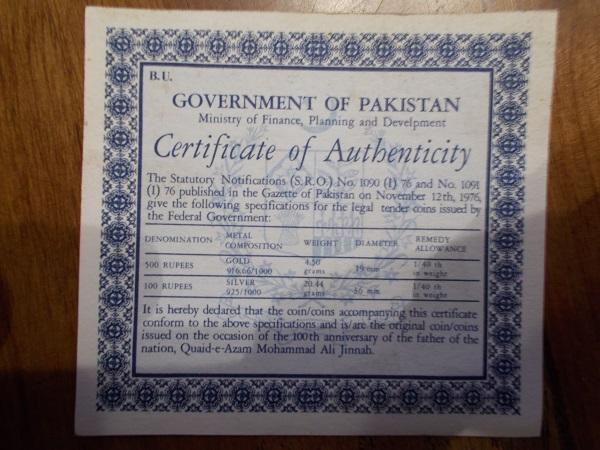 B. U.
GOVERNMENT OF PAKISTAN
Ministry of Finance, Planning and Develpment
Certificate of Authenticity
The Statutory Notifications (S.R.O.) No. 1090 (I) 76 and No. 1091
(I) 76 published in the Gazette of Pakistan on November 12th, 1976,
give the following specifications for the legal tender coins issued by
the Federal Government:
DENOMINATION METAL COMPOSITION WEIGHT DIAMETER REMEDY ALLOWANCE
500 RUPEES GOLD 916.66/1000 4.50 grams 19 mm 1/40 th in weight
100 RUPEES SILVER 925/1000 20.44 grams 36 mm 1/40 th in weight
It is hereby declared that the coin/coins accompanying this certificate
conform to the above specifications and is/are the original coin/coins
issued on the occasion of the 100th anniversary of the father of the
nation, Quaid-e-Azam Mohammad Ali Jinnah.